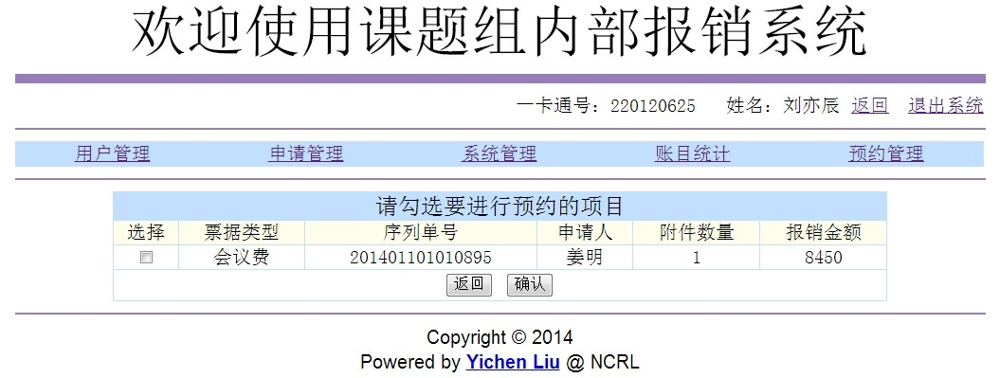 欢迎使用课题组内部报销系统
一卡通号：220120625 姓名：刘亦辰 返回 退出系统
用户管理 申请管理 系统管理 账目统计 预约管理
请勾选要进行预约的项目
选择 票据类型 序列单号 申请人 附件数量 报销金额
会议费 201401101010895 姜明 1 8450
返回 确认
Copyright © 2014
Powered by Yichen Liu @ NCRL